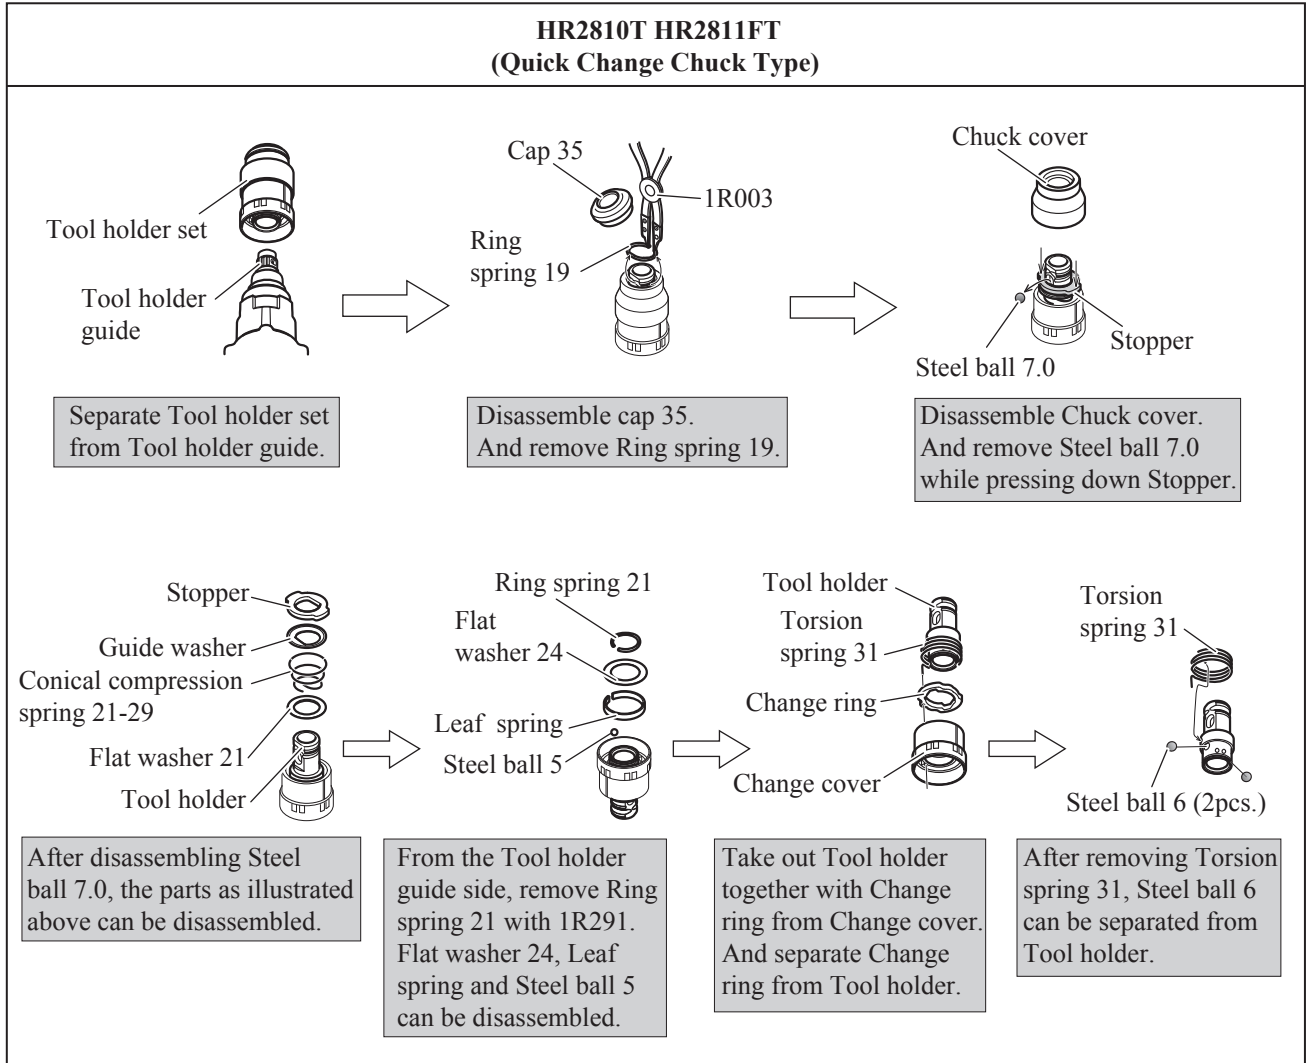 HR2810T HR2811FT
(Quick Change Chuck Type)
Tool holder set
Tool holder
guide
Separate Tool holder set
from Tool holder guide.
Cap 35
1R003
Ring
spring 19
Disassemble cap 35.
And remove Ring spring 19.
Chuck cover
Stopper
Steel ball 7.0
Disassemble Chuck cover.
And remove Steel ball 7.0
while pressing down Stopper.
Stopper
Guide washer
Conical compression
spring 21-29
Flat washer 21
Tool holder
After disassembling Steel
ball 7.0, the parts as illustrated
above can be disassembled.
Ring spring 21
Flat
washer 24
Leaf spring
Steel ball 5
From the Tool holder
guide side, remove Ring
spring 21 with 1R291.
Flat washer 24, Leaf
spring and Steel ball 5
can be disassembled.
Tool holder
Torsion
spring 31
Change ring
Change cover
Take out Tool holder
together with Change
ring from Change cover.
And separate Change
ring from Tool holder.
Torsion
spring 31
Steel ball 6 (2pcs.)
After removing Torsion
spring 31, Steel ball 6
can be separated from
Tool holder.